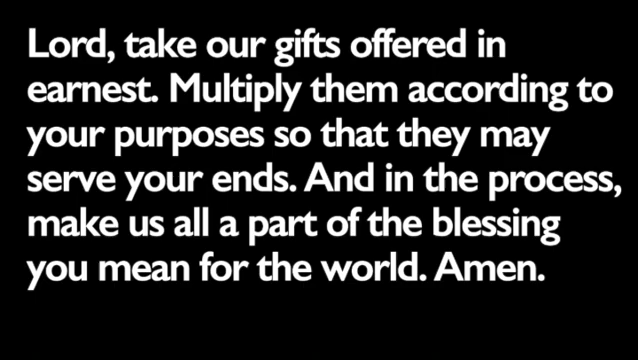 Lord, take our gifts offered in
earnest. Multiply them according to
your purposes so that they may
serve your ends. And in the process,
make us all a part of the blessing
you mean for the world. Amen.